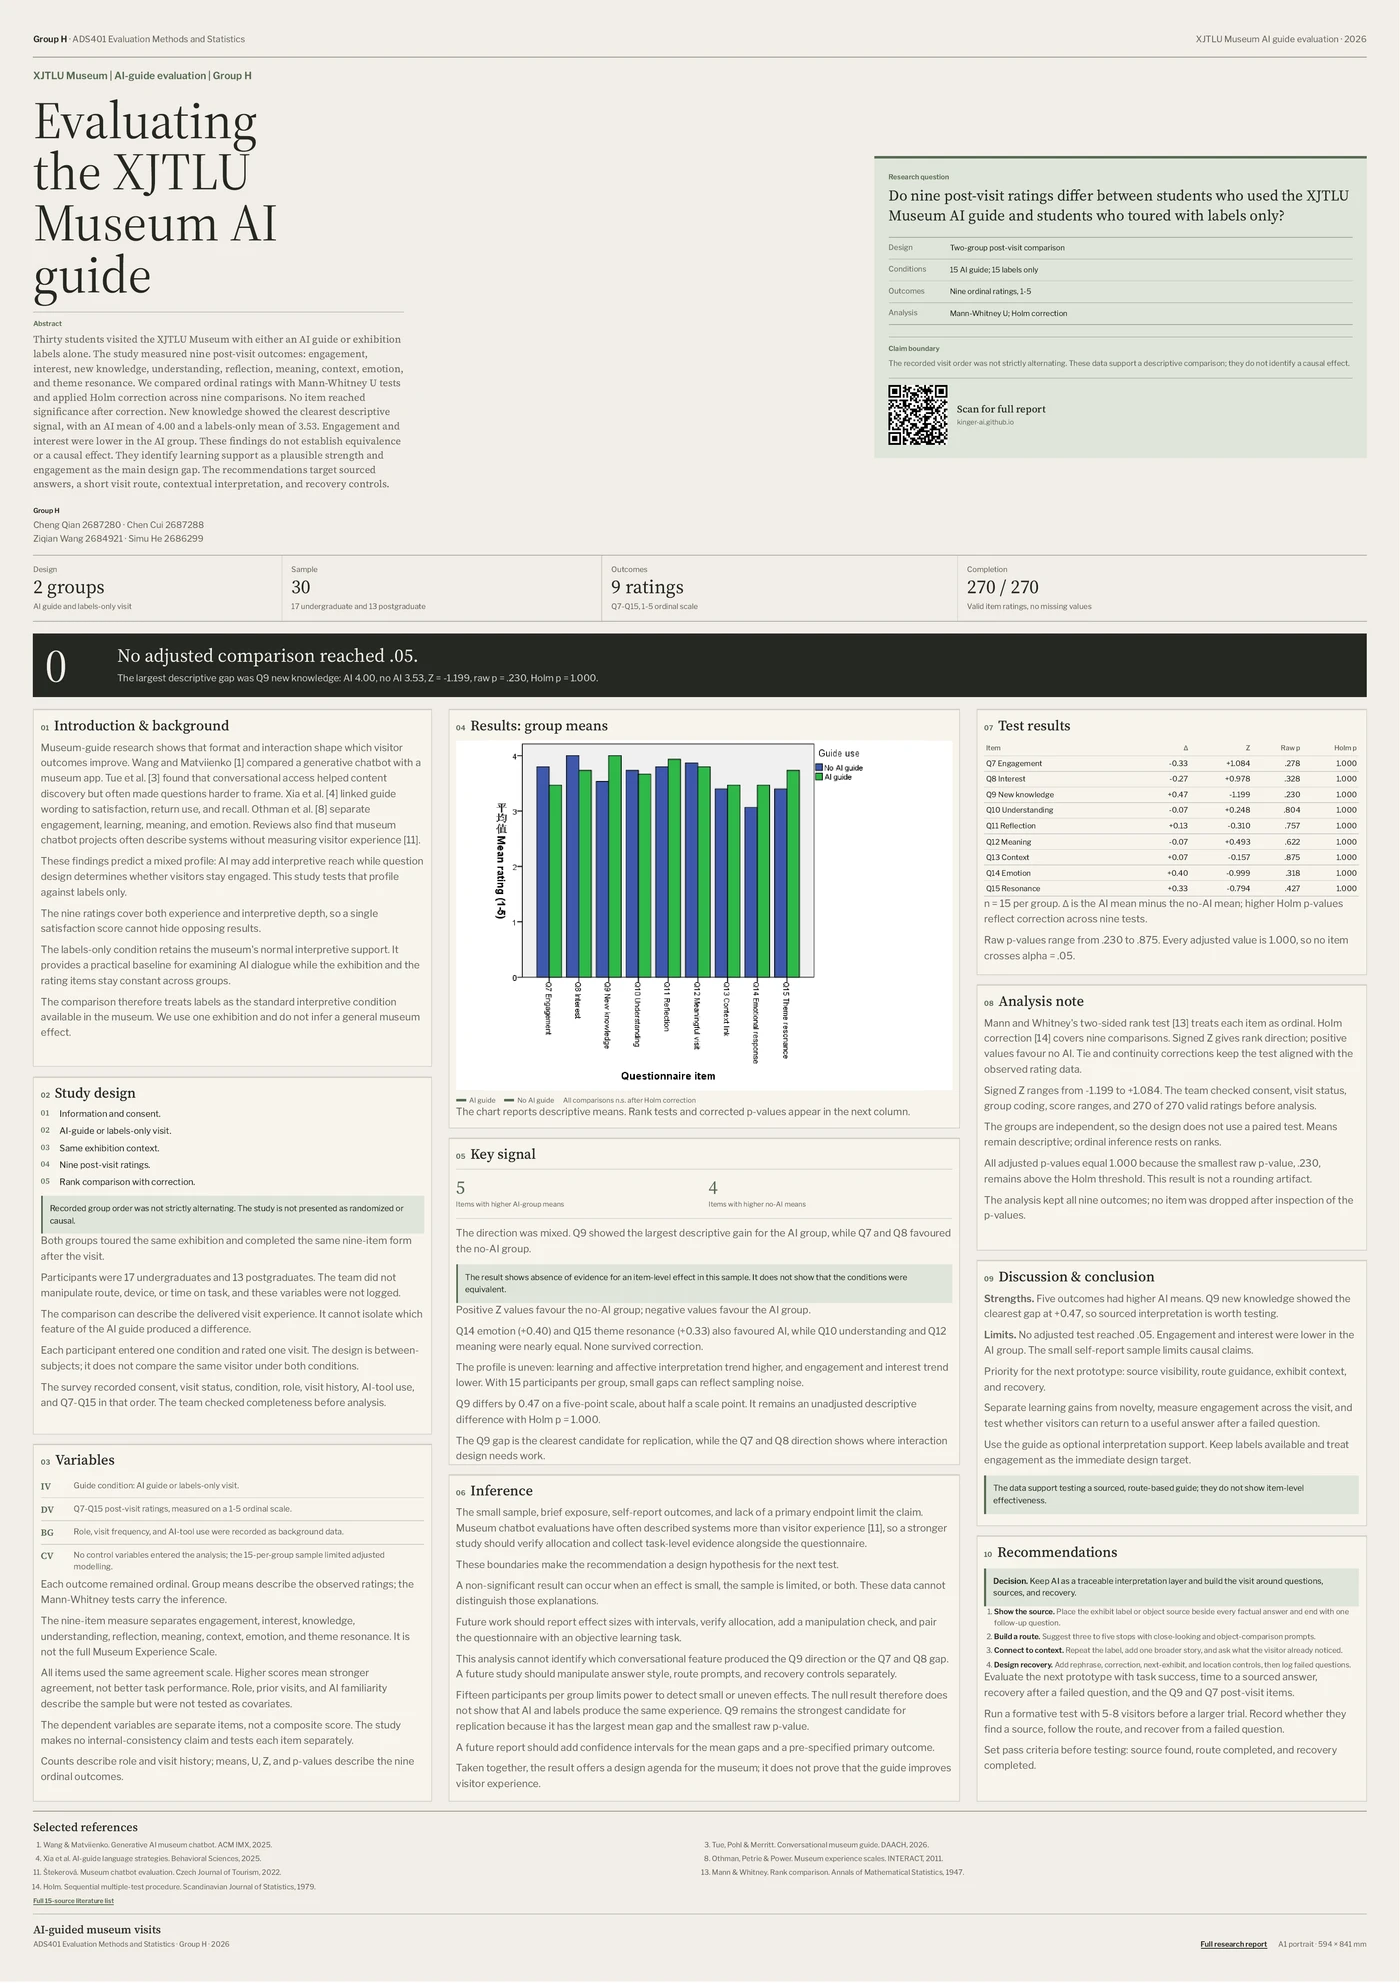 Group H · ADS401 Evaluation Methods and Statistics
XJTLU Museum AI guide evaluation · 2026
XJTLU Museum | AI-guide evaluation | Group H
Evaluating
the XJTLU
Museum AI
guide
Abstract
Thirty students visited the XJTLU Museum with either an AI guide or exhibition
labels alone. The study measured nine post-visit outcomes: engagement,
interest, new knowledge, understanding, reflection, meaning, context, emotion,
and theme resonance. We compared ordinal ratings with Mann-Whitney U tests
and applied Holm correction across nine comparisons. No item reached
significance after correction. New knowledge showed the clearest descriptive
signal, with an AI mean of 4.00 and a labels-only mean of 3.53. Engagement and
interest were lower in the AI group. These findings do not establish equivalence
or a causal effect. They identify learning support as a plausible strength and
engagement as the main design gap. The recommendations target sourced
answers, a short visit route, contextual interpretation, and recovery controls.
Group H
Cheng Qian 2687280 · Chen Cui 2687288
Ziqian Wang 2684921 · Simu He 2686299
Research question
Do nine post-visit ratings differ between students who used the XJTLU
Museum AI guide and students who toured with labels only?
Design Two-group post-visit comparison
Conditions 15 AI guide; 15 labels only
Outcomes Nine ordinal ratings, 1-5
Analysis Mann-Whitney U; Holm correction
Claim boundary
The recorded visit order was not strictly alternating. These data support a descriptive comparison; they do not identify a causal effect.
Scan for full report
kinger-ai.github.io
Design
2 groups
AI guide and labels-only visit
Sample
30
17 undergraduate and 13 postgraduate
Outcomes
9 ratings
Q7-Q15, 1-5 ordinal scale
Completion
270 / 270
Valid item ratings, no missing values
0
No adjusted comparison reached .05.
The largest descriptive gap was Q9 new knowledge: AI 4.00, no AI 3.53, Z = -1.199, raw p = .230, Holm p = 1.000.
01 Introduction & background
Museum-guide research shows that format and interaction shape which visitor
outcomes improve. Wang and Matviienko [1] compared a generative chatbot with a
museum app. Tue et al. [3] found that conversational access helped content
discovery but often made questions harder to frame. Xia et al. [4] linked guide
wording to satisfaction, return use, and recall. Othman et al. [8] separate
engagement, learning, meaning, and emotion. Reviews also find that museum
chatbot projects often describe systems without measuring visitor experience [11].
These findings predict a mixed profile: AI may add interpretive reach while question
design determines whether visitors stay engaged. This study tests that profile
against labels only.
The nine ratings cover both experience and interpretive depth, so a single
satisfaction score cannot hide opposing results.
The labels-only condition retains the museum's normal interpretive support. It
provides a practical baseline for examining AI dialogue while the exhibition and the
rating items stay constant across groups.
The comparison therefore treats labels as the standard interpretive condition
available in the museum. We use one exhibition and do not infer a general museum
effect.
02 Study design
01 Information and consent.
02 AI-guide or labels-only visit.
03 Same exhibition context.
04 Nine post-visit ratings.
05 Rank comparison with correction.
Recorded group order was not strictly alternating. The study is not presented as randomized or
causal.
Both groups toured the same exhibition and completed the same nine-item form
after the visit.
Participants were 17 undergraduates and 13 postgraduates. The team did not
manipulate route, device, or time on task, and these variables were not logged.
The comparison can describe the delivered visit experience. It cannot isolate which
feature of the AI guide produced a difference.
Each participant entered one condition and rated one visit. The design is between-
subjects; it does not compare the same visitor under both conditions.
The survey recorded consent, visit status, condition, role, visit history, AI-tool use,
and Q7-Q15 in that order. The team checked completeness before analysis.
03 Variables
IV Guide condition: AI guide or labels-only visit.
DV Q7-Q15 post-visit ratings, measured on a 1-5 ordinal scale.
BG Role, visit frequency, and AI-tool use were recorded as background data.
CV No control variables entered the analysis; the 15-per-group sample limited adjusted
modelling.
Each outcome remained ordinal. Group means describe the observed ratings; the
Mann-Whitney tests carry the inference.
The nine-item measure separates engagement, interest, knowledge,
understanding, reflection, meaning, context, emotion, and theme resonance. It is
not the full Museum Experience Scale.
All items used the same agreement scale. Higher scores mean stronger
agreement, not better task performance. Role, prior visits, and AI familiarity
describe the sample but were not tested as covariates.
The dependent variables are separate items, not a composite score. The study
makes no internal-consistency claim and tests each item separately.
Counts describe role and visit history; means, U, Z, and p-values describe the nine
ordinal outcomes.
04 Results: group means
平均值 Mean rating (1-5)
4
3
2
1
0
Guide use
No AI guide
AI guide
Q7 Engagement
Q8 Interest
Q9 New knowledge
Q10 Understanding
Q11 Reflection
Q12 Meaningful visit
Q13 Context link
Q14 Emotional response
Q15 Theme resonance
Questionnaire item
AI guide No AI guide All comparisons n.s. after Holm correction
The chart reports descriptive means. Rank tests and corrected p-values appear in the next column.
05 Key signal
5
Items with higher AI-group means
4
Items with higher no-AI means
The direction was mixed. Q9 showed the largest descriptive gain for the AI group, while Q7 and Q8 favoured
the no-AI group.
The result shows absence of evidence for an item-level effect in this sample. It does not show that the conditions were
equivalent.
Positive Z values favour the no-AI group; negative values favour the AI group.
Q14 emotion (+0.40) and Q15 theme resonance (+0.33) also favoured AI, while Q10 understanding and Q12
meaning were nearly equal. None survived correction.
The profile is uneven: learning and affective interpretation trend higher, and engagement and interest trend
lower. With 15 participants per group, small gaps can reflect sampling noise.
Q9 differs by 0.47 on a five-point scale, about half a scale point. It remains an unadjusted descriptive
difference with Holm p = 1.000.
The Q9 gap is the clearest candidate for replication, while the Q7 and Q8 direction shows where interaction
design needs work.
06 Inference
The small sample, brief exposure, self-report outcomes, and lack of a primary endpoint limit the claim.
Museum chatbot evaluations have often described systems more than visitor experience [11], so a stronger
study should verify allocation and collect task-level evidence alongside the questionnaire.
These boundaries make the recommendation a design hypothesis for the next test.
A non-significant result can occur when an effect is small, the sample is limited, or both. These data cannot
distinguish those explanations.
Future work should report effect sizes with intervals, verify allocation, add a manipulation check, and pair
the questionnaire with an objective learning task.
This analysis cannot identify which conversational feature produced the Q9 direction or the Q7 and Q8 gap.
A future study should manipulate answer style, route prompts, and recovery controls separately.
Fifteen participants per group limits power to detect small or uneven effects. The null result therefore does
not show that AI and labels produce the same experience. Q9 remains the strongest candidate for
replication because it has the largest mean gap and the smallest raw p-value.
A future report should add confidence intervals for the mean gaps and a pre-specified primary outcome.
Taken together, the result offers a design agenda for the museum; it does not prove that the guide improves
visitor experience.
07 Test results
Item Δ Z Raw p Holm p
Q7 Engagement -0.33 +1.084 .278 1.000
Q8 Interest -0.27 +0.978 .328 1.000
Q9 New knowledge +0.47 -1.199 .230 1.000
Q10 Understanding -0.07 +0.248 .804 1.000
Q11 Reflection +0.13 -0.310 .757 1.000
Q12 Meaning -0.07 +0.493 .622 1.000
Q13 Context +0.07 -0.157 .875 1.000
Q14 Emotion +0.40 -0.999 .318 1.000
Q15 Resonance +0.33 -0.794 .427 1.000
n = 15 per group. Δ is the AI mean minus the no-AI mean; higher Holm p-values
reflect correction across nine tests.
Raw p-values range from .230 to .875. Every adjusted value is 1.000, so no item
crosses alpha = .05.
08 Analysis note
Mann and Whitney's two-sided rank test [13] treats each item as ordinal. Holm
correction [14] covers nine comparisons. Signed Z gives rank direction; positive
values favour no AI. Tie and continuity corrections keep the test aligned with the
observed rating data.
Signed Z ranges from -1.199 to +1.084. The team checked consent, visit status,
group coding, score ranges, and 270 of 270 valid ratings before analysis.
The groups are independent, so the design does not use a paired test. Means
remain descriptive; ordinal inference rests on ranks.
All adjusted p-values equal 1.000 because the smallest raw p-value, .230,
remains above the Holm threshold. This result is not a rounding artifact.
The analysis kept all nine outcomes; no item was dropped after inspection of the
p-values.
09 Discussion & conclusion
Strengths. Five outcomes had higher AI means. Q9 new knowledge showed the
clearest gap at +0.47, so sourced interpretation is worth testing.
Limits. No adjusted test reached .05. Engagement and interest were lower in the
AI group. The small self-report sample limits causal claims.
Priority for the next prototype: source visibility, route guidance, exhibit context,
and recovery.
Separate learning gains from novelty, measure engagement across the visit, and
test whether visitors can return to a useful answer after a failed question.
Use the guide as optional interpretation support. Keep labels available and treat
engagement as the immediate design target.
The data support testing a sourced, route-based guide; they do not show item-level
effectiveness.
10 Recommendations
Decision. Keep AI as a traceable interpretation layer and build the visit around questions,
sources, and recovery.
1. Show the source. Place the exhibit label or object source beside every factual answer and end with one
follow-up question.
2. Build a route. Suggest three to five stops with close-looking and object-comparison prompts.
3. Connect to context. Repeat the label, add one broader story, and ask what the visitor already noticed.
4. Design recovery. Add rephrase, correction, next-exhibit, and location controls, then log failed questions.
Evaluate the next prototype with task success, time to a sourced answer,
recovery after a failed question, and the Q9 and Q7 post-visit items.
Run a formative test with 5-8 visitors before a larger trial. Record whether they
find a source, follow the route, and recover from a failed question.
Set pass criteria before testing: source found, route completed, and recovery
completed.
Selected references
1. Wang & Matviienko. Generative AI museum chatbot. ACM IMX, 2025.
3. Tue, Pohl & Merritt. Conversational museum guide. DAACH, 2026.
4. Xia et al. AI-guide language strategies. Behavioral Sciences, 2025.
8. Othman, Petrie & Power. Museum experience scales. INTERACT, 2011.
11. Štekerová. Museum chatbot evaluation. Czech Journal of Tourism, 2022.
13. Mann & Whitney. Rank comparison. Annals of Mathematical Statistics, 1947.
14. Holm. Sequential multiple-test procedure. Scandinavian Journal of Statistics, 1979.
Full 15-source literature list
AI-guided museum visits
ADS401 Evaluation Methods and Statistics · Group H · 2026
Full research report A1 portrait · 594 × 841 mm